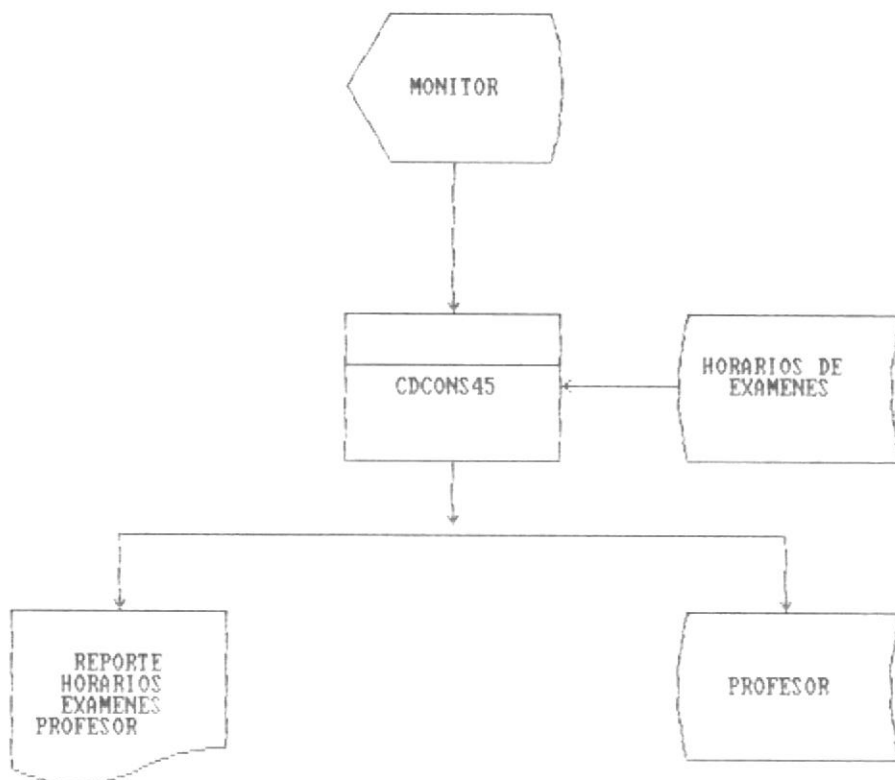 MONITOR
CDCONS45
HORARIOS DE
EXAMENES
REPORTE
HORARIOS
EXAMENES
PROFESOR
PROFESOR